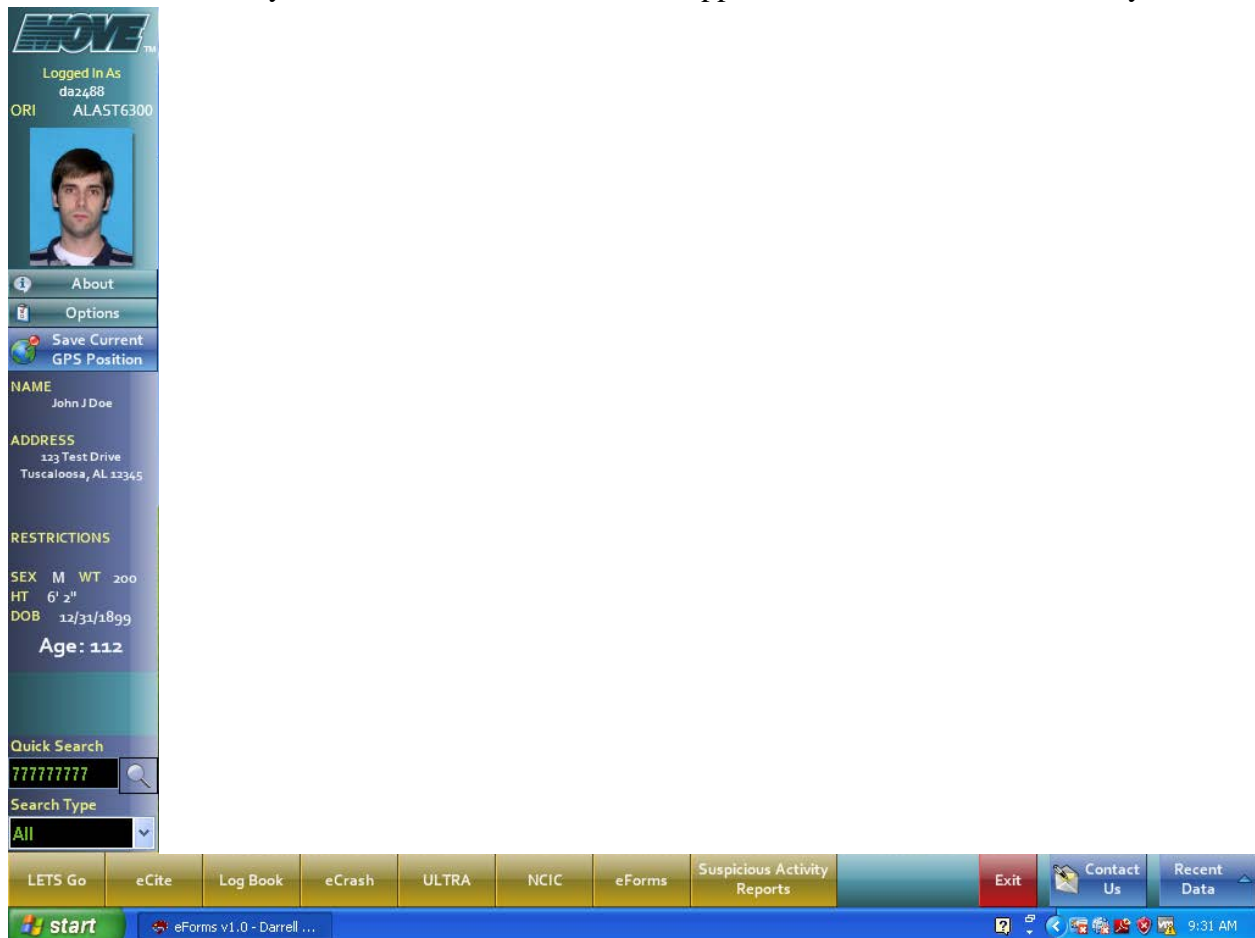 MOVE TM
Logged In As
da2488
ORI ALAST6300
About
Options
Save Current
GPS Position
NAME
John J Doe
ADDRESS
123 Test Drive
Tuscaloosa, AL 12345
RESTRICTIONS
SEX M WT 200
HT 6' 2"
DOB 12/31/1899
Age: 112
Quick Search
777777777
Search Type
All
LETS Go
eCite
Log Book
eCrash
ULTRA
NCIC
eForms
Suspicious Activity
Reports
Exit
Contact
Us
Recent
Data
start
eForms v1.0 - Darrell ...
9:31 AM